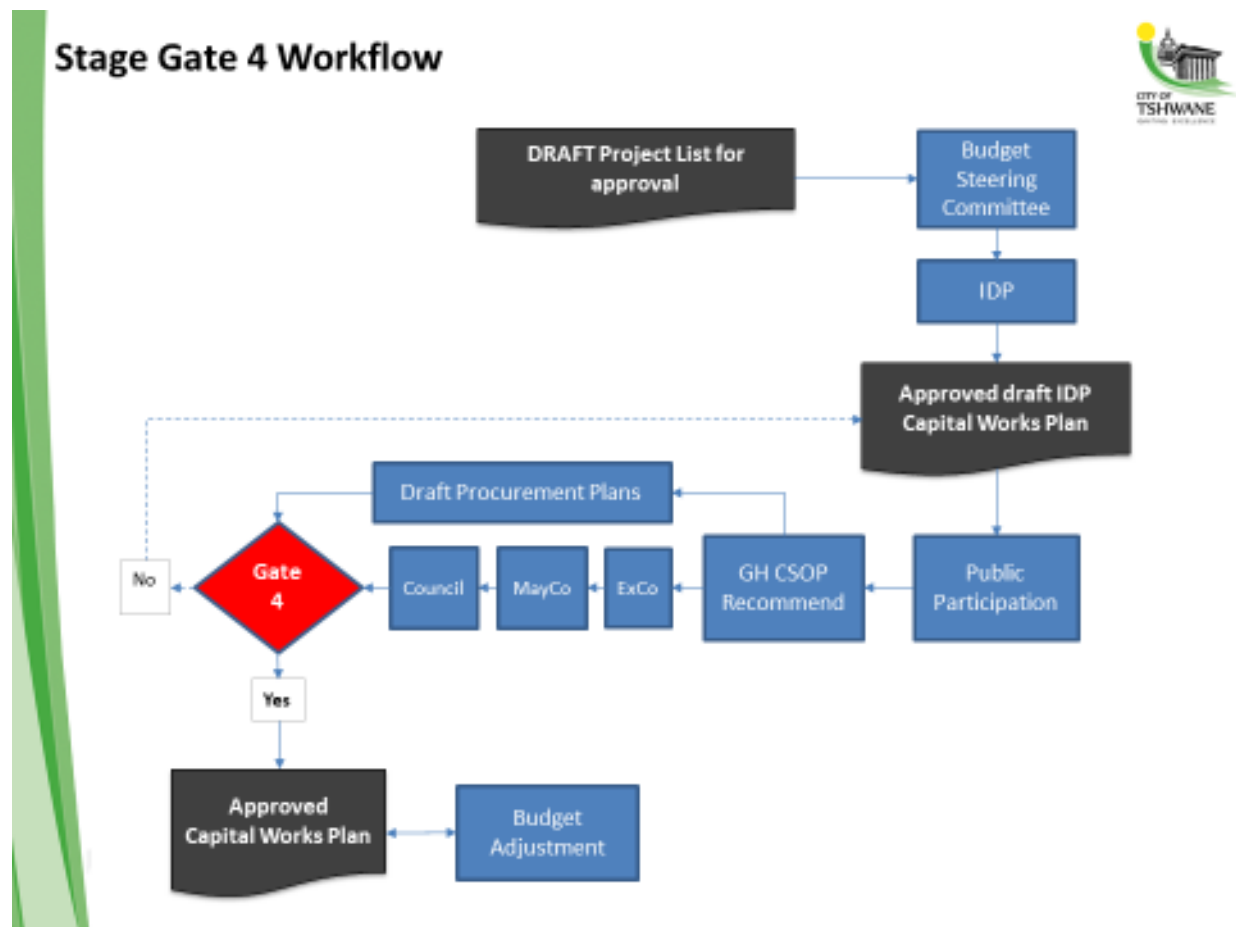 Stage Gate 4 Workflow
CITY OF
TSHWANE
IGNITING EXCELLENCE
DRAFT Project List for
approval
Budget
Steering
Committee
IDP
Approved draft IDP
Capital Works Plan
Draft Procurement Plans
No
Gate
4
Council
MayCo
ExCo
GH CSOP
Recommend
Public
Participation
Yes
Approved
Capital Works Plan
Budget
Adjustment